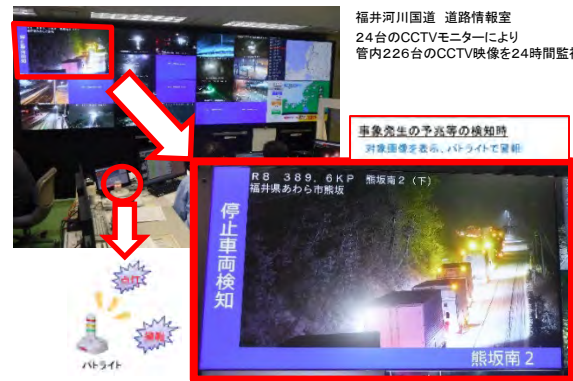 福井河川国道 道路情報室
24台のCCTVモニターにより
管内226台のCCTV映像を24時間監視
事象発生の予兆等の検知時
対象画像を表示、パトライトで警報
R8 389.6KP 熊坂南2(下)
福井県あわら市熊坂
停止車両検知
熊坂南2
点灯
パトライト